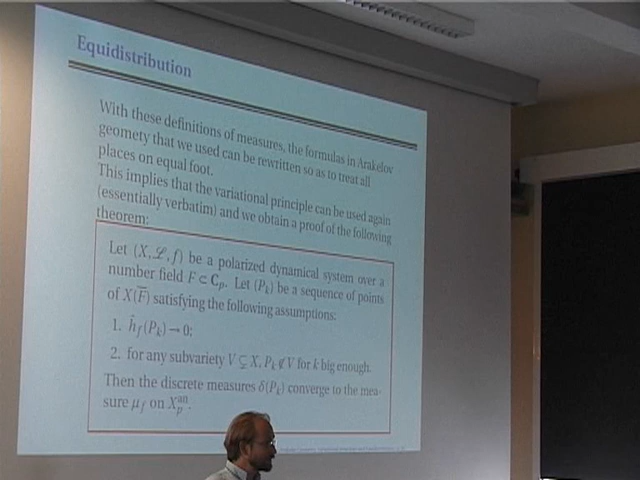 Equidistribution
With these definitions of measures, the formulas in Arakelov
geomety that we used can be rewritten so as to treat all
places on equal foot.
This implies that the variational principle can be used again
(essentially verbatim) and we obtain a proof of the following
theorem:
Let (X, ℒ, f) be a polarized dynamical system over a
number field F ⊂ C_p. Let (P_k) be a sequence of points
of X(F̅) satisfying the following assumptions:
1. ĥ_f(P_k) → 0;
2. for any subvariety V ⊊ X, P_k ∉ V for k big enough.
Then the discrete measures δ(P_k) converge to the mea-
sure μ_f on X_p^an.